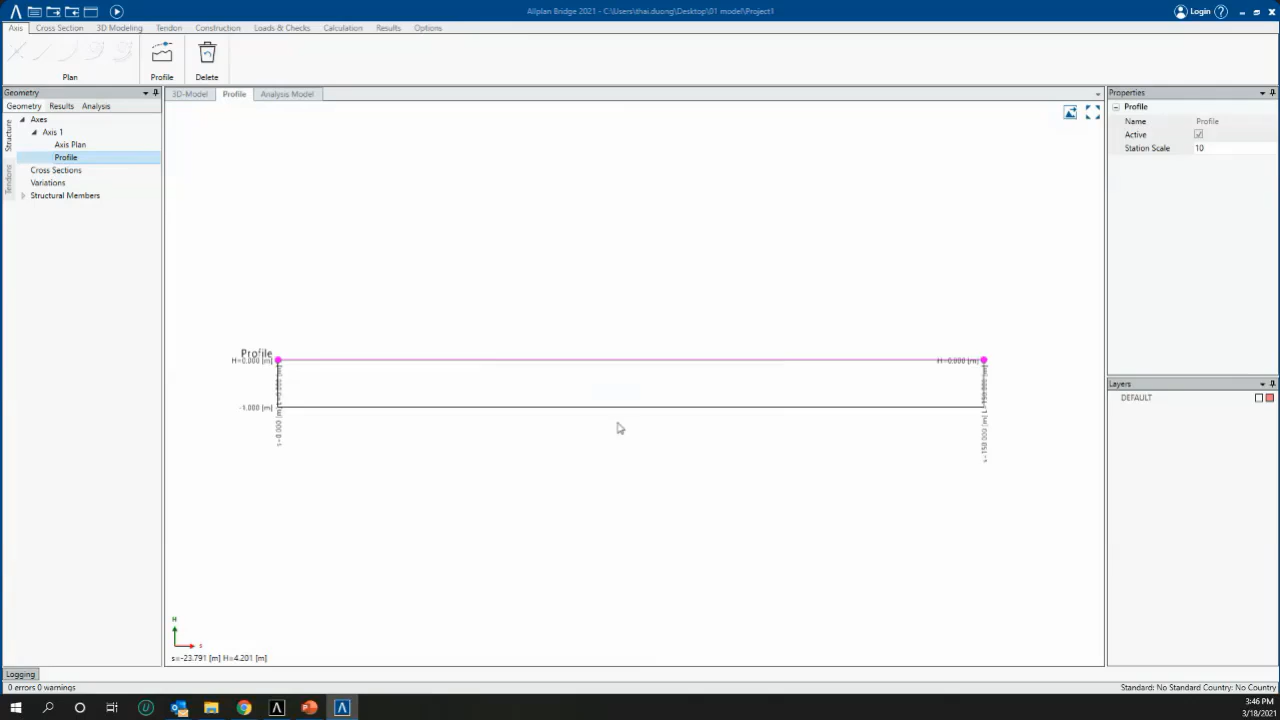 Allplan Bridge 2021 - C:\Users\thai.duong\Desktop\01 model\Project1
Login
Axis Cross Section 3D Modeling Tendon Construction Loads & Checks Calculation Results Options
Plan Profile Delete
Geometry
Geometry Results Analysis
Structure
Tendons
Axes
Axis 1
Axis Plan
Profile
Cross Sections
Variations
Structural Members
3D-Model Profile Analysis Model
Profile
H=0.000 [m]
H=0.000 [m]
-1.000 [m]
s=0.000 [m]
H
s
s=-23.791 [m] H=4.201 [m]
Properties
Profile
Name Profile
Active
Station Scale 10
Layers
DEFAULT
Logging
0 errors 0 warnings
Standard: No Standard Country: No Country
3:46 PM
3/18/2021